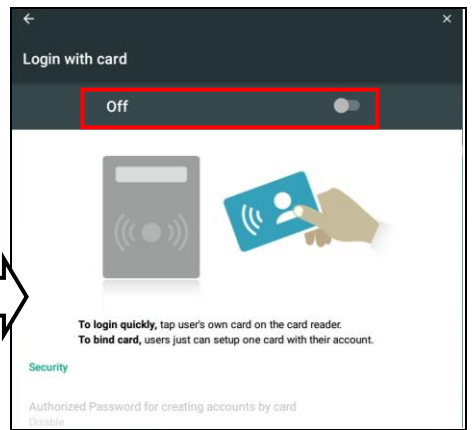 Login with card
Off
To login quickly, tap user's own card on the card reader.
To bind card, users just can setup one card with their account.
Security
Authorized Password for creating accounts by card
Disable